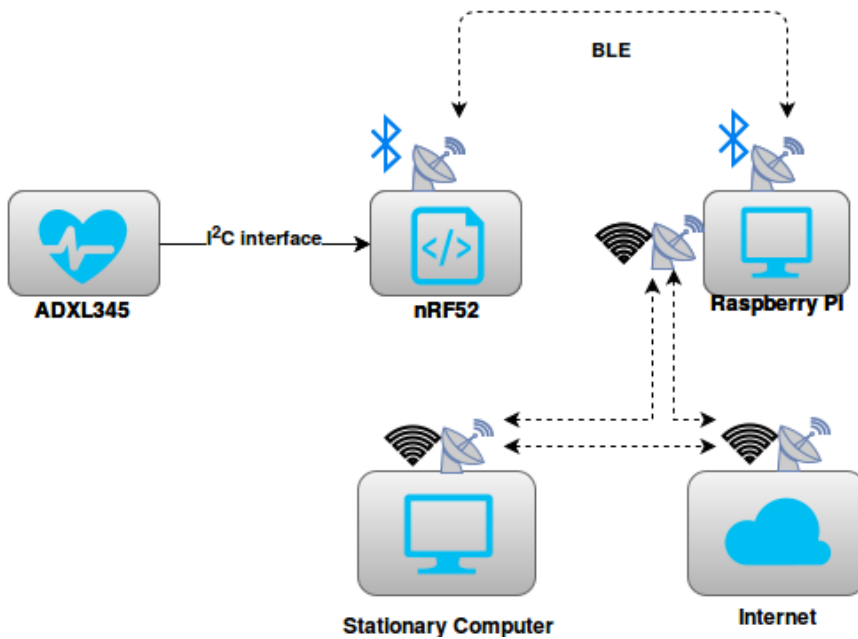 BLE
I²C interface
ADXL345
nRF52
Raspberry PI
</>
Stationary Computer
Internet